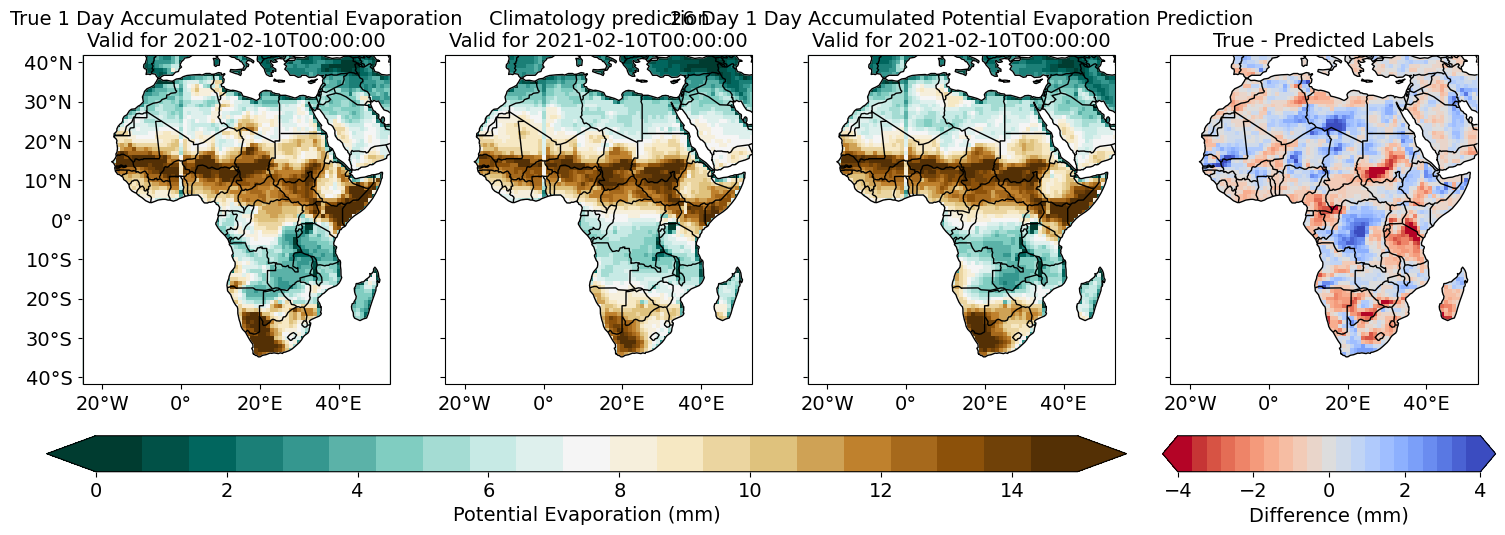 True 1 Day Accumulated Potential Evaporation
Valid for 2021-02-10T00:00:00
Climatology prediction
Valid for 2021-02-10T00:00:00
26 Day 1 Day Accumulated Potential Evaporation Prediction
Valid for 2021-02-10T00:00:00
True - Predicted Labels
40°N
30°N
20°N
10°N
0°
10°S
20°S
30°S
40°S
20°W 0° 20°E 40°E
20°W 0° 20°E 40°E
20°W 0° 20°E 40°E
20°W 0° 20°E 40°E
0 2 4 6 8 10 12 14
Potential Evaporation (mm)
−4 −2 0 2 4
Difference (mm)